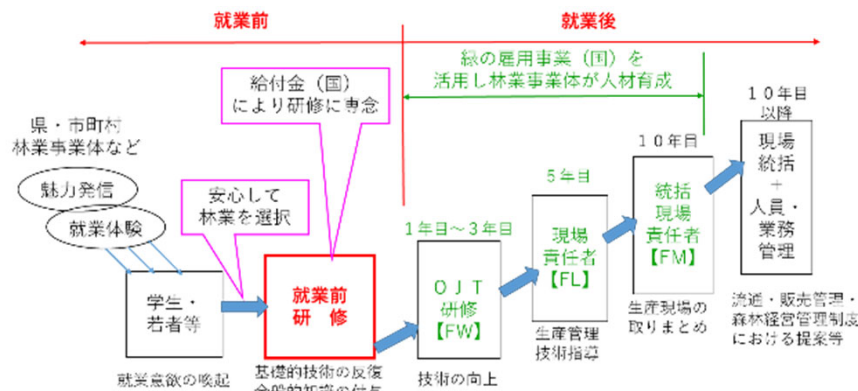 就業前
就業後
緑の雇用事業（国）を
活用し林業事業体が人材育成
給付金（国）
により研修に専念
県・市町村
林業事業体など
魅力発信
就業体験
安心して
林業を選択
学生・
若者等
就業意欲の喚起
就業前
研 修
基礎的技術の反復
1年目～3年目
ＯＪＴ
研修
【FW】
技術の向上
5年目
現場
責任者
【FL】
生産管理
技術指導
１０年目
統括
現場
責任者
【FM】
生産現場の
取りまとめ
１０年目
以降
現場
統括
＋
人員・
業務
管理
流通・販売管理・
森林経営管理制度
における提案等